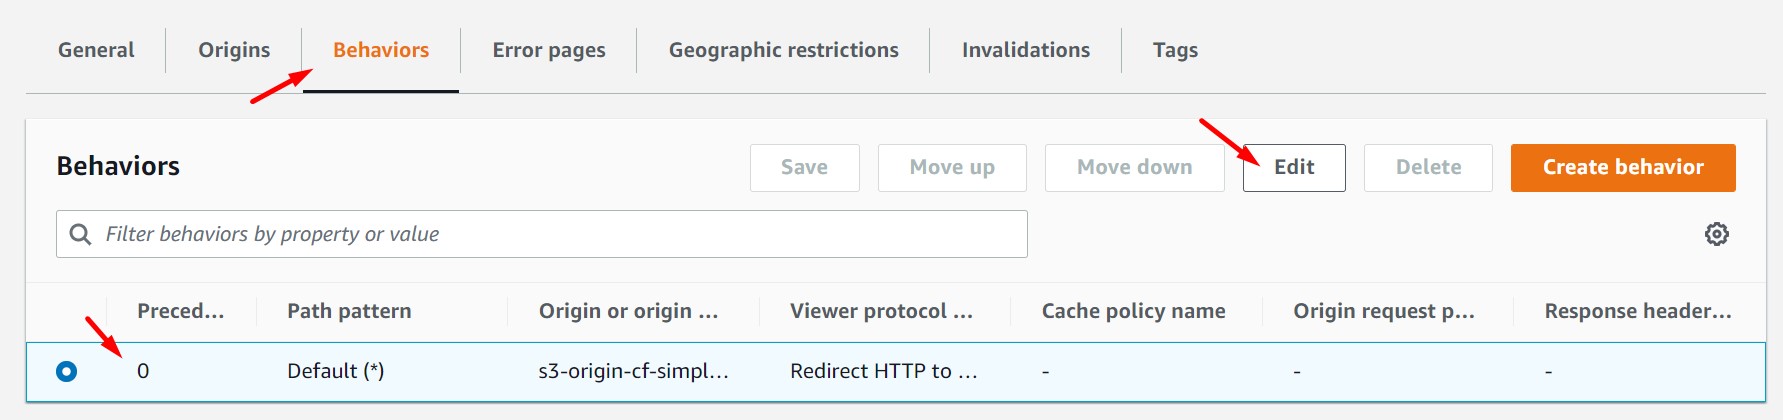 General Origins Behaviors Error pages Geographic restrictions Invalidations Tags
Behaviors Save Move up Move down Edit Delete Create behavior
Filter behaviors by property or value
Preced... Path pattern Origin or origin ... Viewer protocol ... Cache policy name Origin request p... Response header...
0 Default (*) s3-origin-cf-simpl... Redirect HTTP to ... - - -